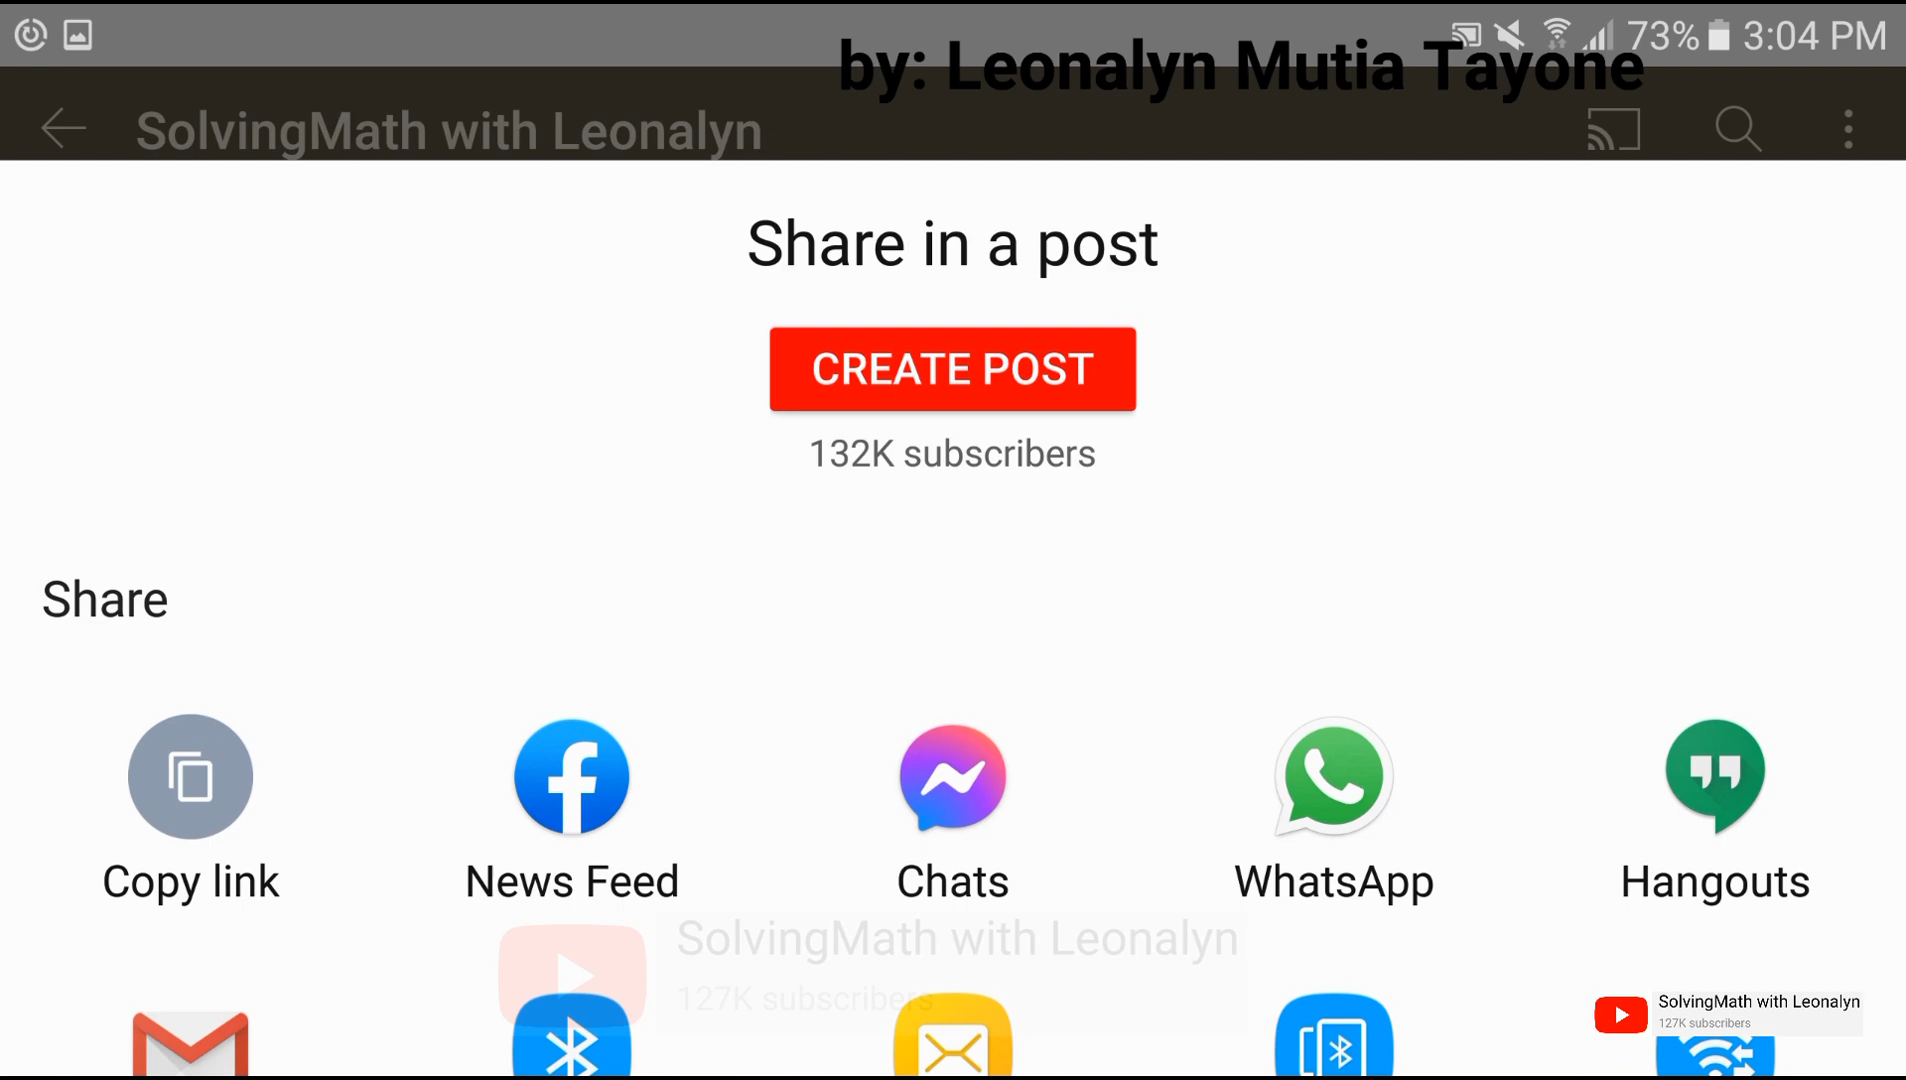 73% 3:04 PM
by: Leonalyn Mutia Tayone
SolvingMath with Leonalyn
Share in a post
CREATE POST
132K subscribers
Share
Copy link
News Feed
Chats
WhatsApp
Hangouts
SolvingMath with Leonalyn
127K subscribers
SolvingMath with Leonalyn
127K subscribers